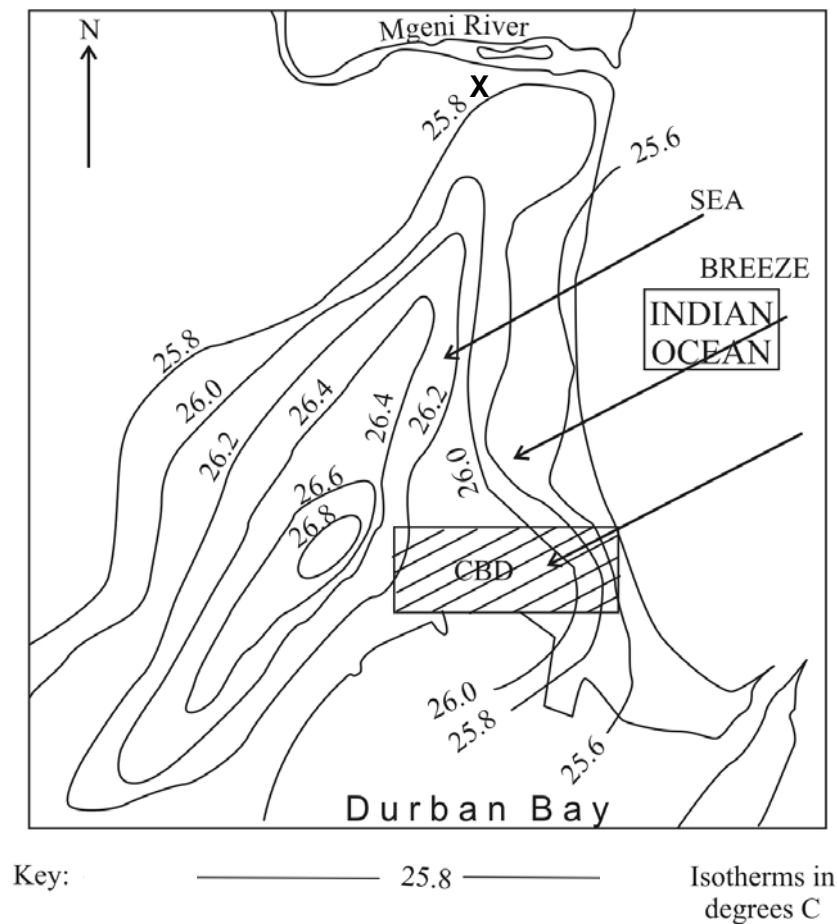 N
Mgeni River
X
25.8
25.6
SEA
BREEZE
INDIAN
OCEAN
25.8
26.0
26.2
26.4
26.4
26.2
26.0
26.6
26.8
CBD
26.0
25.8
25.6
Durban Bay
Key:
25.8
Isotherms in
degrees C